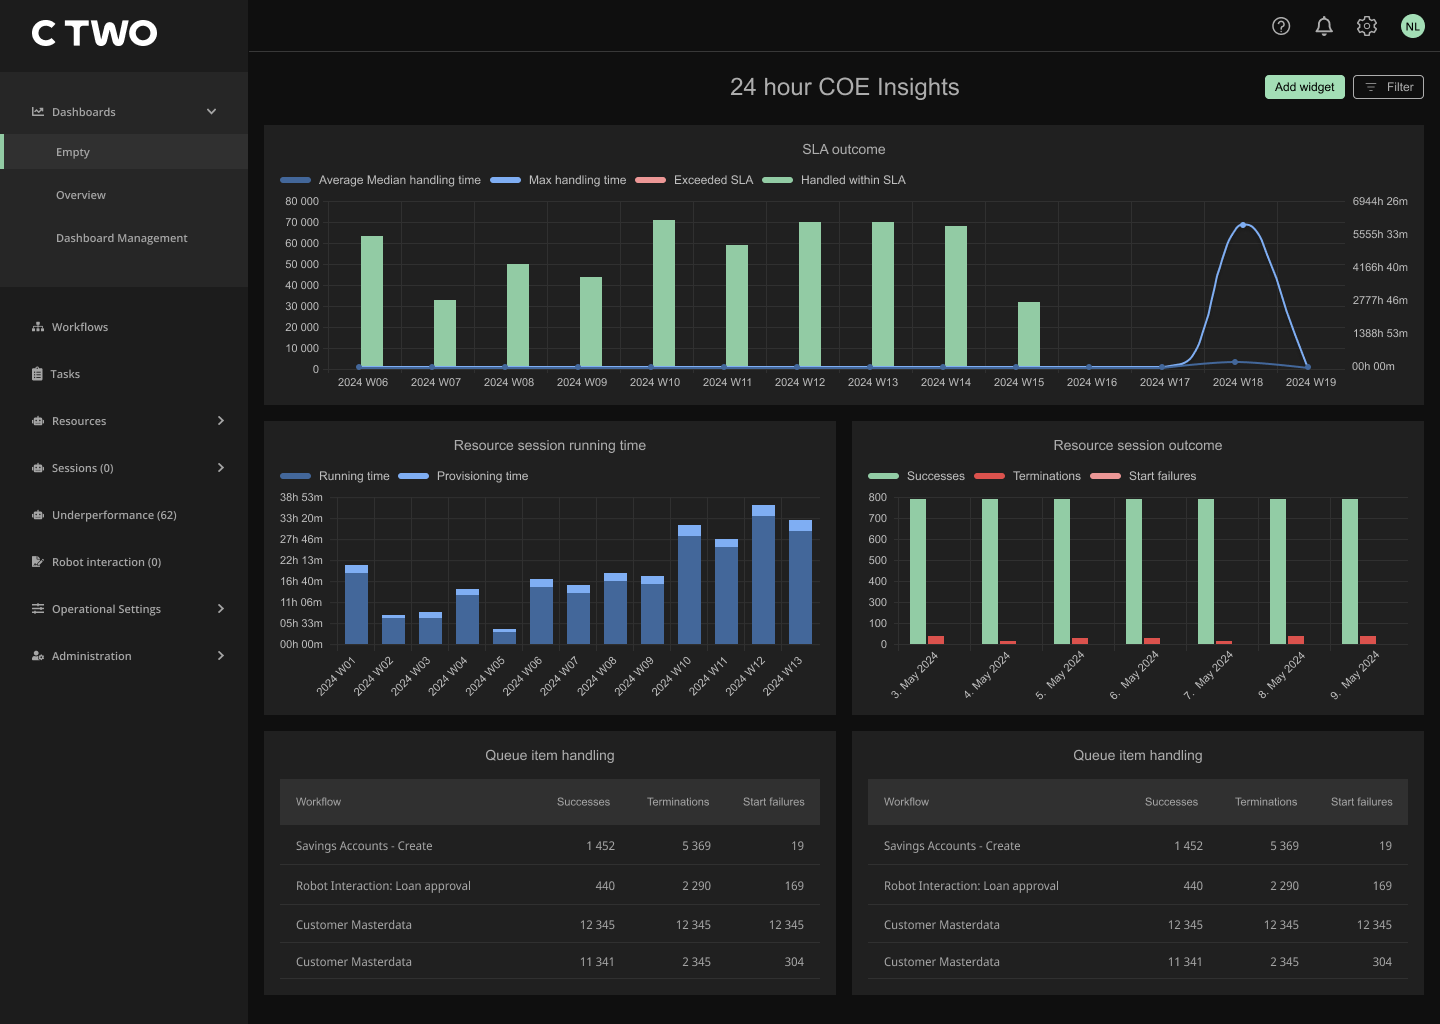 C TWO
NL
Dashboards
Empty
Overview
Dashboard Management
Workflows
Tasks
Resources
Sessions (0)
Underperformance (62)
Robot interaction (0)
Operational Settings
Administration
24 hour COE Insights
Add widget
Filter
SLA outcome
Average Median handling time Max handling time Exceeded SLA Handled within SLA
80 000
70 000
60 000
50 000
40 000
30 000
20 000
10 000
0
6944h 26m
5555h 33m
4166h 40m
2777h 46m
1388h 53m
00h 00m
2024 W06 2024 W07 2024 W08 2024 W09 2024 W10 2024 W11 2024 W12 2024 W13 2024 W14 2024 W15 2024 W16 2024 W17 2024 W18 2024 W19
Resource session running time
Running time Provisioning time
38h 53m
33h 20m
27h 46m
22h 13m
16h 40m
11h 06m
05h 33m
00h 00m
2024 W01 2024 W02 2024 W03 2024 W04 2024 W05 2024 W06 2024 W07 2024 W08 2024 W09 2024 W10 2024 W11 2024 W12 2024 W13
Resource session outcome
Successes Terminations Start failures
800
700
600
500
400
300
100
0
3. May 2024 4. May 2024 5. May 2024 6. May 2024 7. May 2024 8. May 2024 9. May 2024
Queue item handling
Workflow Successes Terminations Start failures
Savings Accounts - Create 1 452 5 369 19
Robot Interaction: Loan approval 440 2 290 169
Customer Masterdata 12 345 12 345 12 345
Customer Masterdata 11 341 2 345 304
Queue item handling
Workflow Successes Terminations Start failures
Savings Accounts - Create 1 452 5 369 19
Robot Interaction: Loan approval 440 2 290 169
Customer Masterdata 12 345 12 345 12 345
Customer Masterdata 11 341 2 345 304